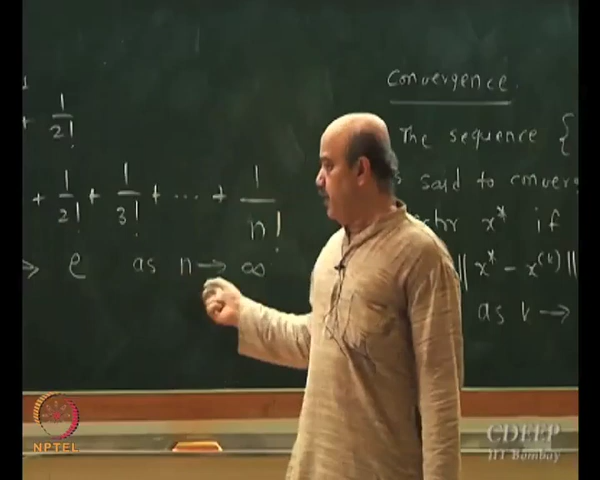 + 1/2!
+ 1/2! + 1/3! + ... + 1/n!
→ e as n → ∞
Convergence
The sequence {
said to conver
x* if
|| x* - x^(k) ||
as k →
NPTEL
CDEEP
IIT Bombay